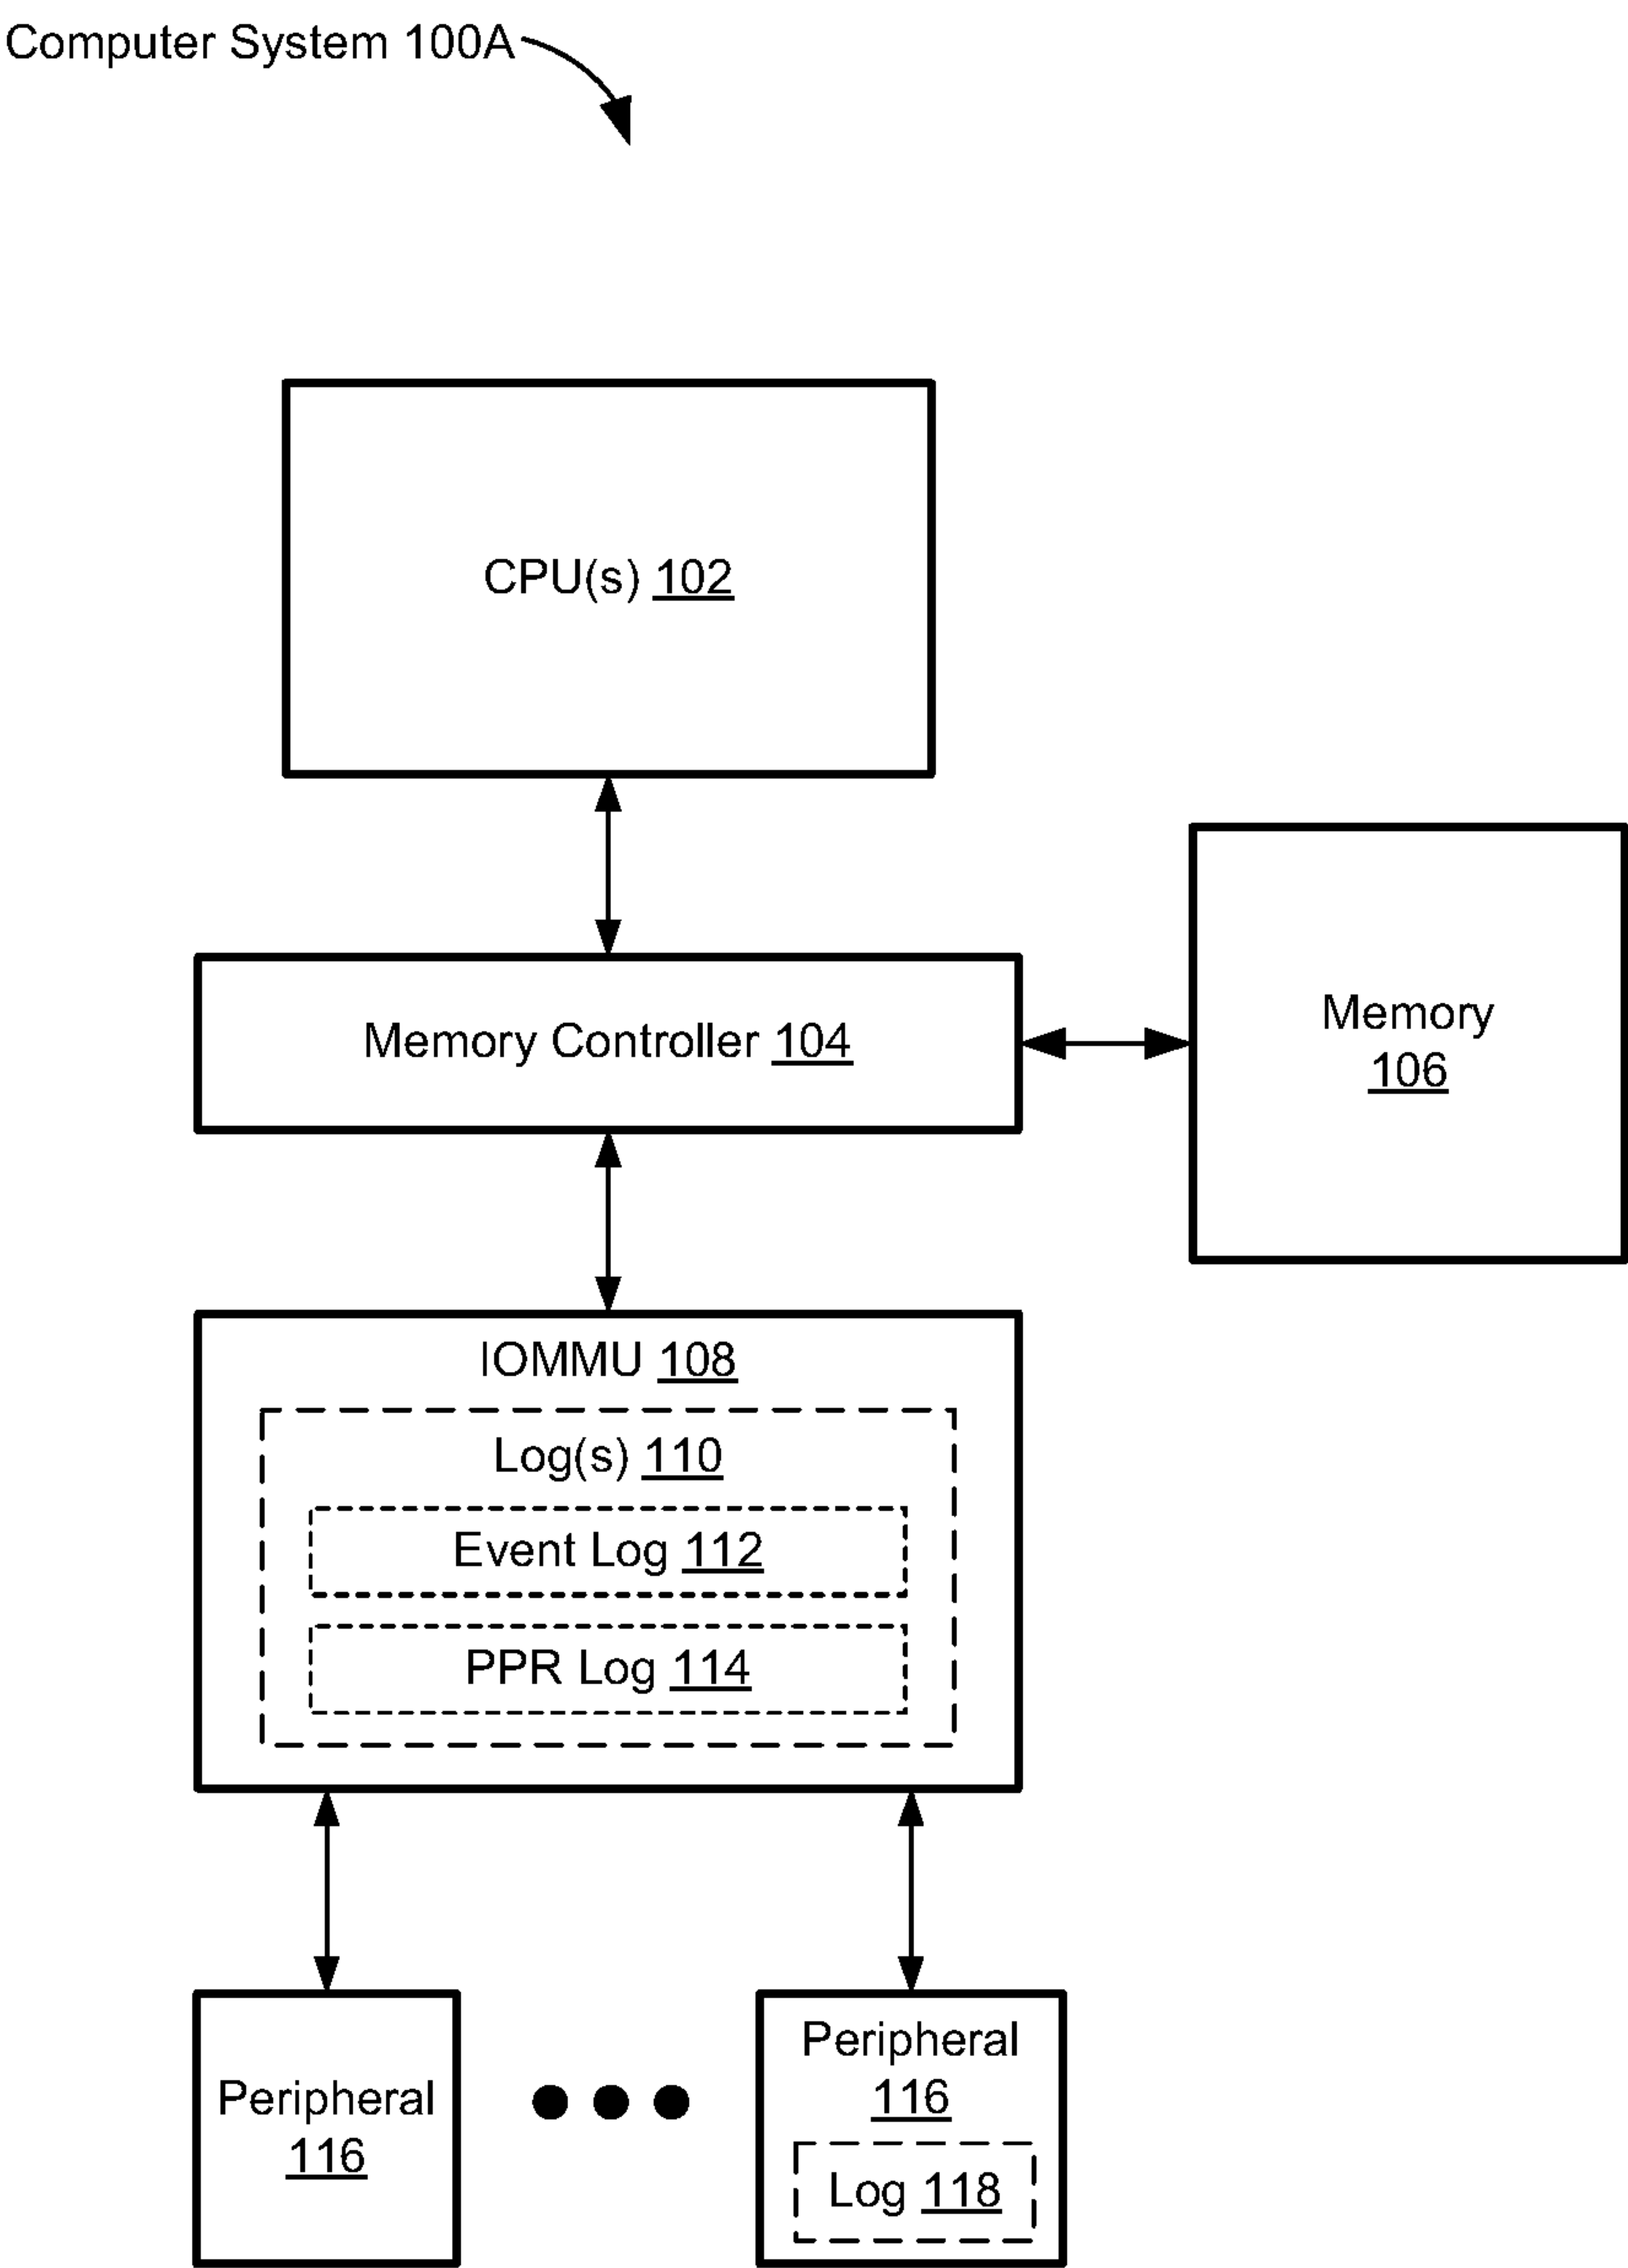 Computer System 100A
CPU(s) 102
Memory Controller 104
Memory
106
IOMMU 108
Log(s) 110
Event Log 112
PPR Log 114
Peripheral
116
Peripheral
116
Log 118